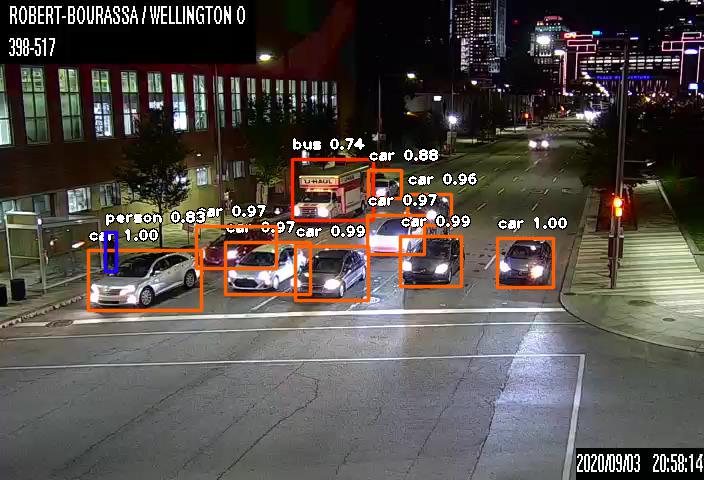 ROBERT-BOURASSA / WELLINGTON O
398-517
bus 0.74
car 0.88
car 0.96
U-HAUL
car 0.97
person 0.83
car 0.97
car 0.97
car 0.99
car 0.99
car 1.00
car 1.00
2020/09/03 20:58:14